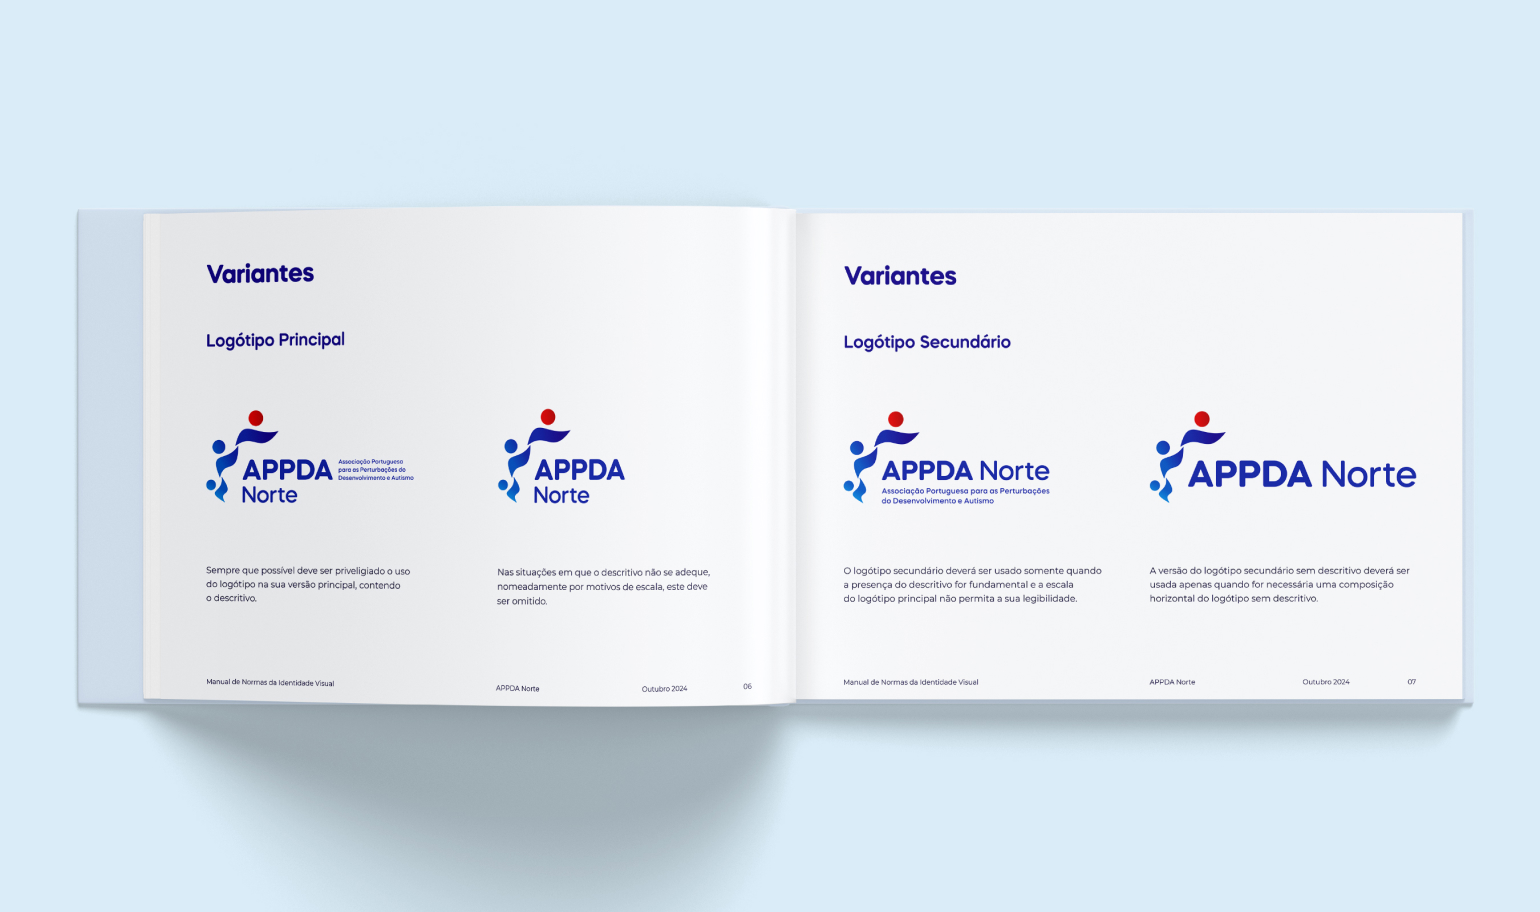 Variantes
Logótipo Principal
APPDA
Norte
Associação Portuguesa
para as Perturbações do
Desenvolvimento e Autismo
Sempre que possível deve ser priveligiado o uso
do logótipo na sua versão principal, contendo
o descritivo.
APPDA
Norte
Nas situações em que o descritivo não se adeque,
nomeadamente por motivos de escala, este deve
ser omitido.
Manual de Normas da Identidade Visual
APPDA Norte
Outubro 2024
06
Variantes
Logótipo Secundário
APPDA Norte
Associação Portuguesa para as Perturbações
do Desenvolvimento e Autismo
O logótipo secundário deverá ser usado somente quando
a presença do descritivo for fundamental e a escala
do logótipo principal não permita a sua legibilidade.
APPDA Norte
A versão do logótipo secundário sem descritivo deverá ser
usada apenas quando for necessária uma composição
horizontal do logótipo sem descritivo.
Manual de Normas da Identidade Visual
APPDA Norte
Outubro 2024
07